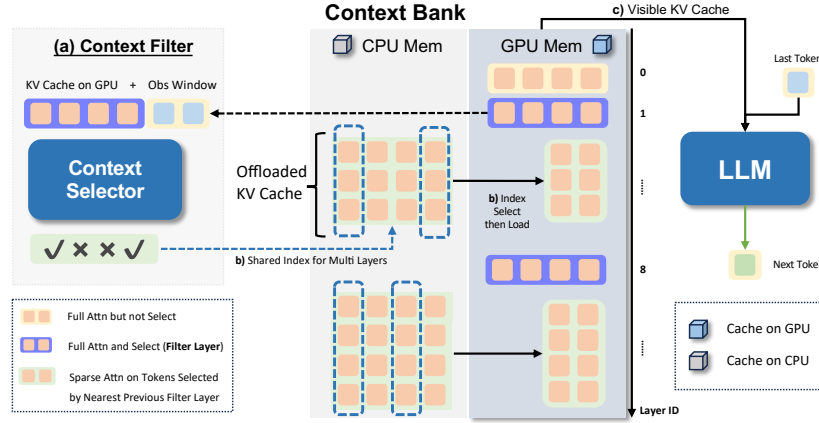 Context Bank
c) Visible KV Cache
(a) Context Filter
CPU Mem
GPU Mem
KV Cache on GPU + Obs Window
0
Last Token
1
Context
Selector
Offloaded
KV Cache
LLM
b) Index
Select
then Load
b) Shared Index for Multi Layers
8
Next Token
Full Attn but not Select
Full Attn and Select (Filter Layer)
Sparse Attn on Tokens Selected
by Nearest Previous Filter Layer
Cache on GPU
Cache on CPU
Layer ID